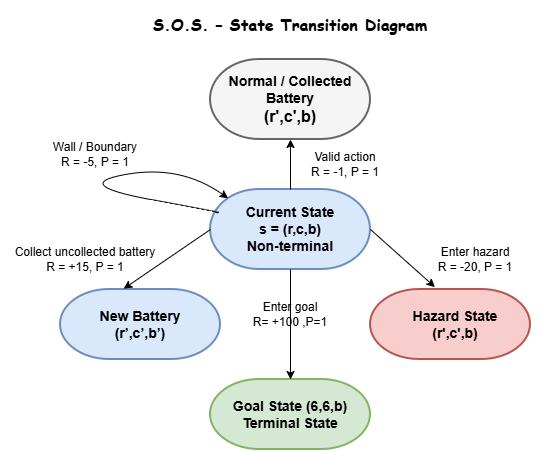 S.O.S. – State Transition Diagram
Normal / Collected
Battery
(r',c',b)
Wall / Boundary
R = -5, P = 1
Valid action
R = -1, P = 1
Current State
s = (r,c,b)
Non-terminal
Collect uncollected battery
R = +15, P = 1
Enter hazard
R = -20, P = 1
New Battery
(r’,c’,b’)
Enter goal
R= +100 ,P=1
Hazard State
(r',c',b)
Goal State (6,6,b)
Terminal State